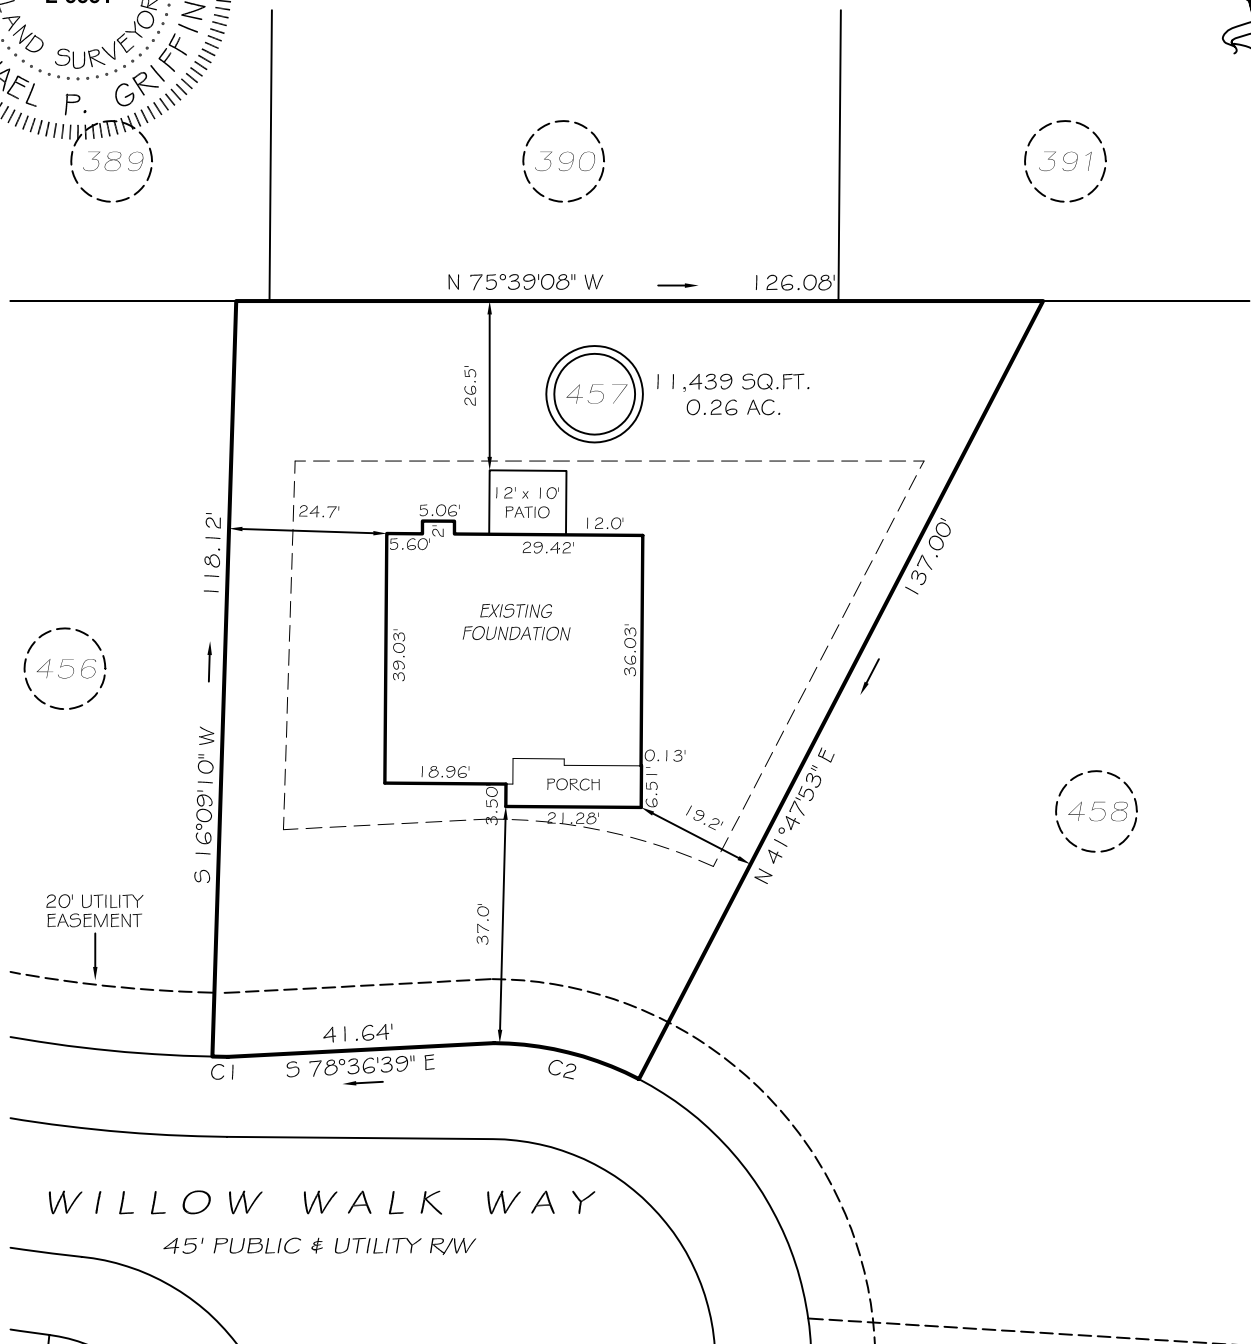 LAND SURVEYOR
P. GRIFFIN
389
390
391
N 75°39'08" W
126.08'
26.5'
457
11,439 SQ.FT.
0.26 AC.
12' x 10'
PATIO
24.7'
5.06'
2'
12.0'
5.60'
29.42'
118.12'
137.00'
EXISTING
FOUNDATION
39.03'
36.03'
456
18.96'
0.13'
PORCH
6.51'
3.50'
21.28'
19.2'
458
S 16°09'10" W
N 41°47'53" E
20' UTILITY
EASEMENT
37.0'
41.64'
C1
S 78°36'39" E
C2
WILLOW WALK WAY
45' PUBLIC & UTILITY R/W